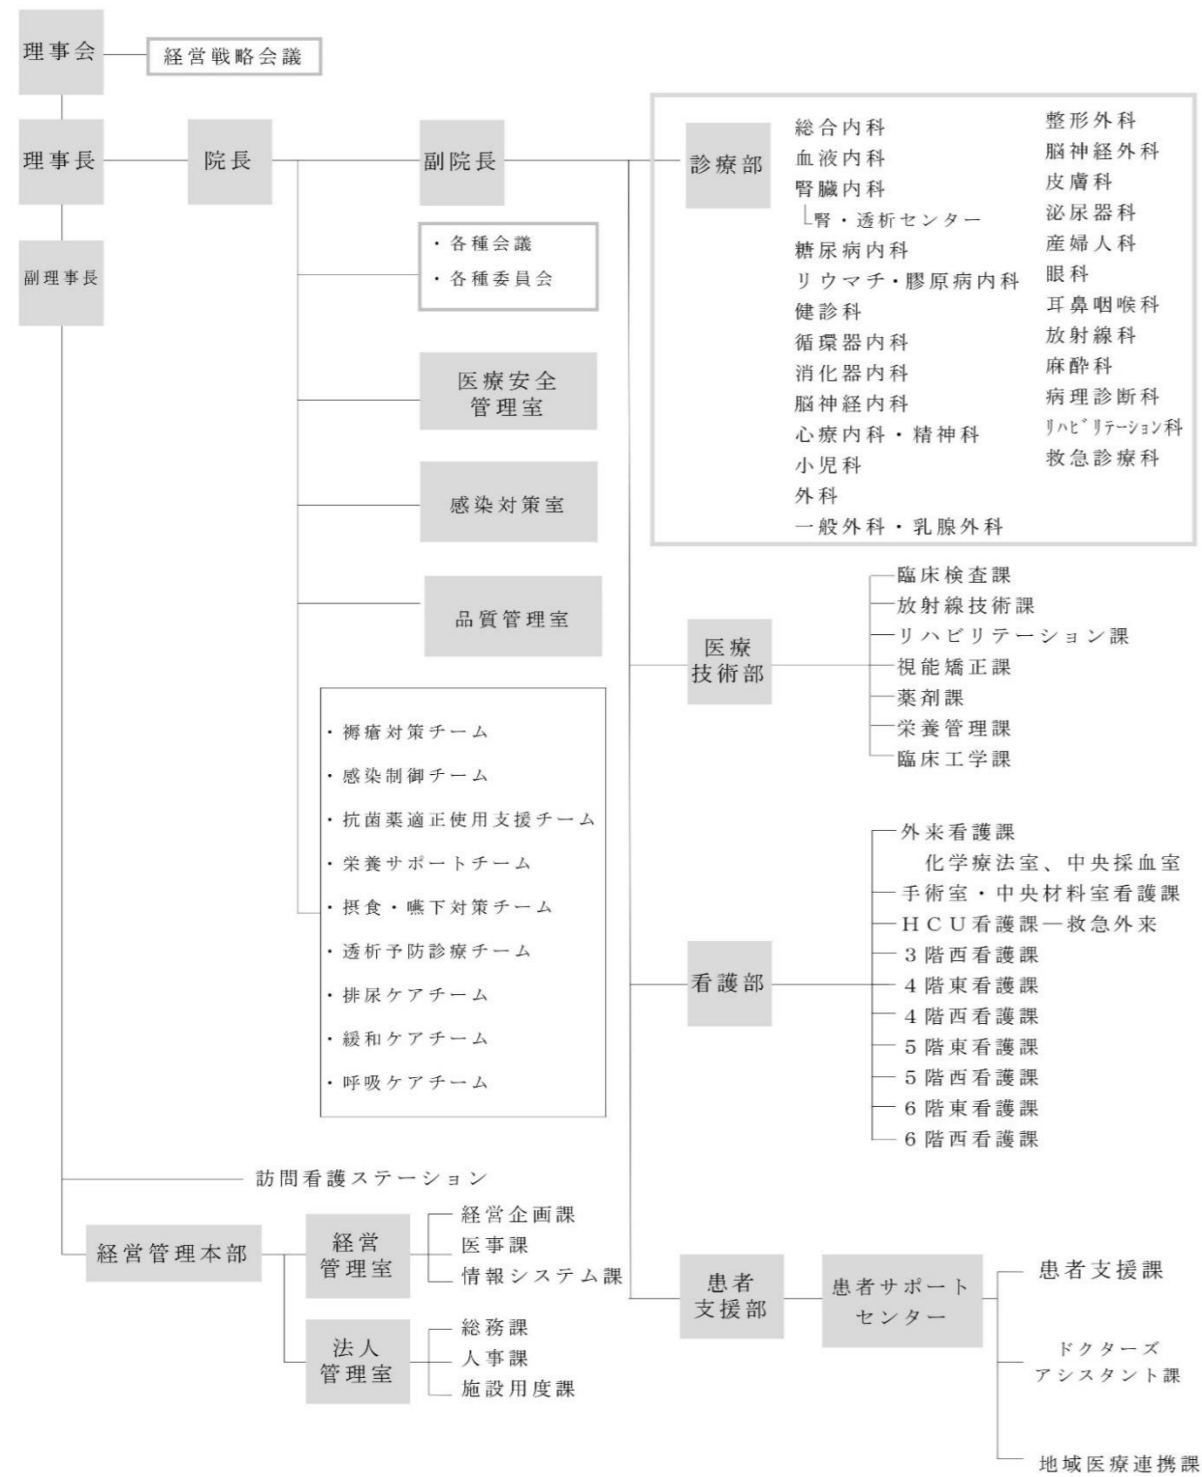 理事会
経営戦略会議
理事長
院長
副院長
副理事長
・各種会議
・各種委員会
医療安全
管理室
感染対策室
品質管理室
・褥瘡対策チーム
・感染制御チーム
・抗菌薬適正使用支援チーム
・栄養サポートチーム
・摂食・嚥下対策チーム
・透析予防診療チーム
・排尿ケアチーム
・緩和ケアチーム
・呼吸ケアチーム
診療部
総合内科
血液内科
腎臓内科
腎・透析センター
糖尿病内科
リウマチ・膠原病内科
健診科
循環器内科
消化器内科
脳神経内科
心療内科・精神科
小児科
外科
一般外科・乳腺外科
整形外科
脳神経外科
皮膚科
泌尿器科
産婦人科
眼科
耳鼻咽喉科
放射線科
麻酔科
病理診断科
ﾘﾊﾋﾞﾘﾃｰｼｮﾝ科
救急診療科
医療
技術部
臨床検査課
放射線技術課
リハビリテーション課
視能矯正課
薬剤課
栄養管理課
臨床工学課
看護部
外来看護課
化学療法室、中央採血室
手術室・中央材料室看護課
ＨＣＵ看護課―救急外来
３階西看護課
４階東看護課
４階西看護課
５階東看護課
５階西看護課
６階東看護課
６階西看護課
訪問看護ステーション
経営管理本部
経営
管理室
経営企画課
医事課
情報システム課
法人
管理室
総務課
人事課
施設用度課
患者
支援部
患者サポート
センター
患者支援課
ドクターズ
アシスタント課
地域医療連携課